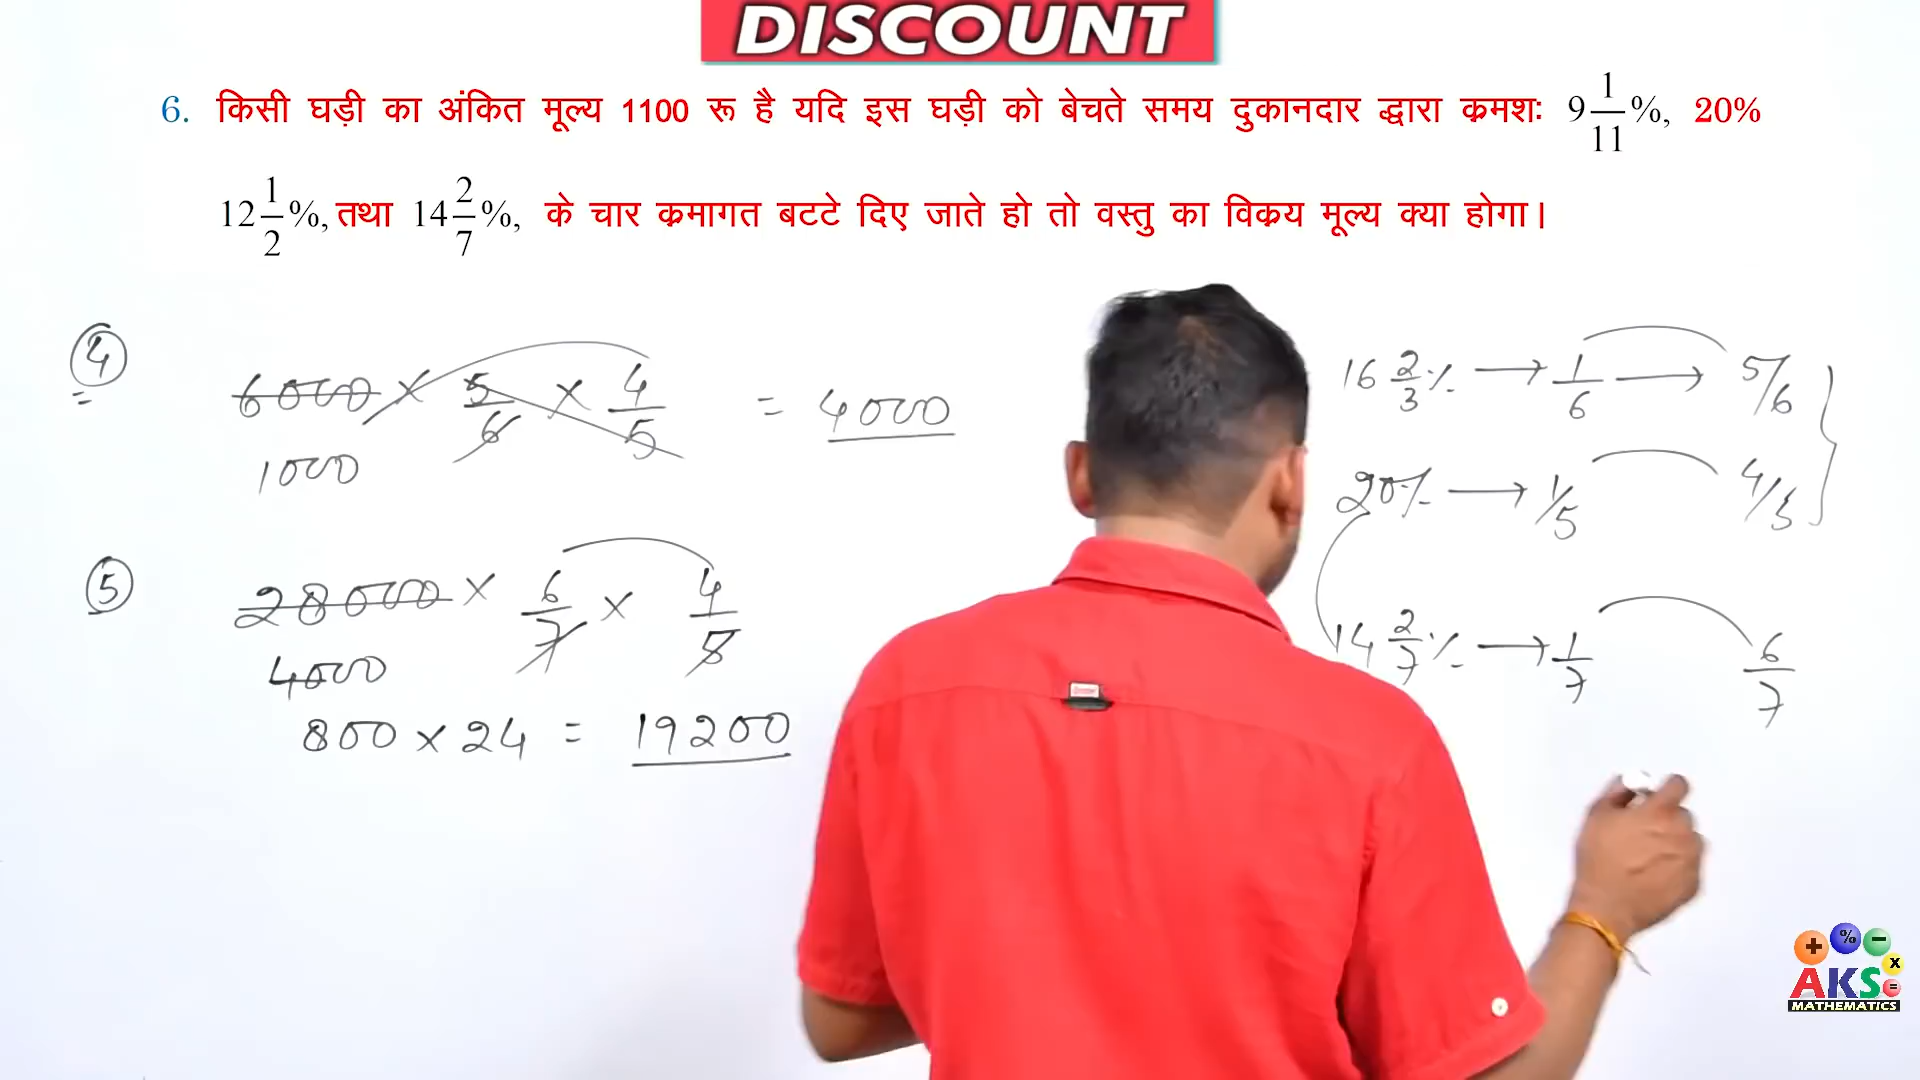 DISCOUNT
6. किसी घड़ी का अंकित मूल्य 1100 रू है यदि इस घड़ी को बेचते समय दुकानदार द्धारा क्रमशः 9 1/11 %, 20%
12 1/2 %, तथा 14 2/7 %, के चार क्रमागत बटटे दिए जाते हो तो वस्तु का विक्रय मूल्य क्या होगा।
4
6000 × 5/6 × 4/5 = 4000
1000
5
28000 × 6/7 × 4/5
4000
800 × 24 = 19200
16 2/3 % → 1/6 → 5/6
20% → 1/5 4/5
14 2/7 % → 1/7 6/7
+ % − × =
AKS
MATHEMATICS